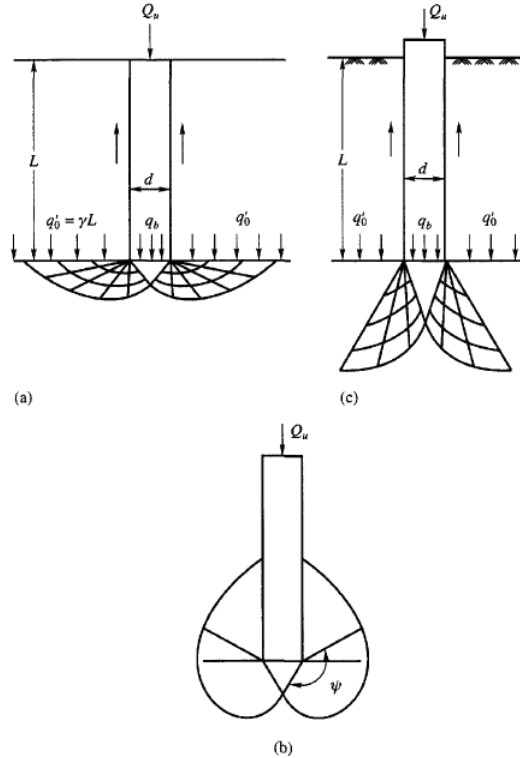 Q_u
L
d
q'_0 = γL
q_b
q'_0
(a)
Q_u
L
d
q'_0
q_b
q'_0
(c)
Q_u
ψ
(b)